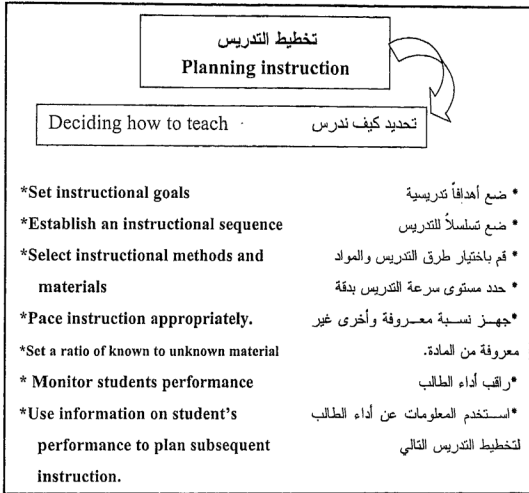 تخطيط التدريس
Planning instruction
Deciding how to teach تحديد كيف ندرس
*Set instructional goals
*Establish an instructional sequence
*Select instructional methods and
materials
*Pace instruction appropriately.
*Set a ratio of known to unknown material
* Monitor students performance
*Use information on student's
performance to plan subsequent
instruction.
* ضع أهدافاً تدريسية
* ضع تسلسلاً للتدريس
* قم باختيار طرق التدريس والمواد
* حدد مستوى سرعة التدريس بدقة
*جهـز نسـبة معـروفة وأخرى غير
معروفة من المادة.
*راقب أداء الطالب
*اسـتخدم المعلومات عن أداء الطالب
لتخطيط التدريس التالي